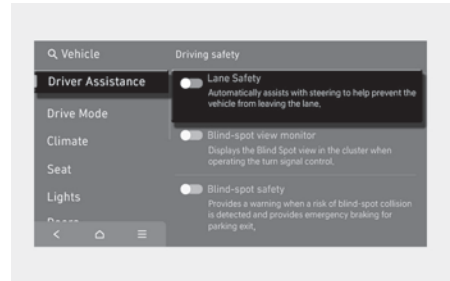 Vehicle
Driving safety
Driver Assistance
Drive Mode
Climate
Seat
Lights
Lane Safety
Automatically assists with steering to help prevent the
vehicle from leaving the lane.
Blind-spot view monitor
Displays the Blind Spot view in the cluster when
operating the turn signal control.
Blind-spot safety
Provides a warning when a risk of blind-spot collision
is detected and provides emergency braking for
parking exit.